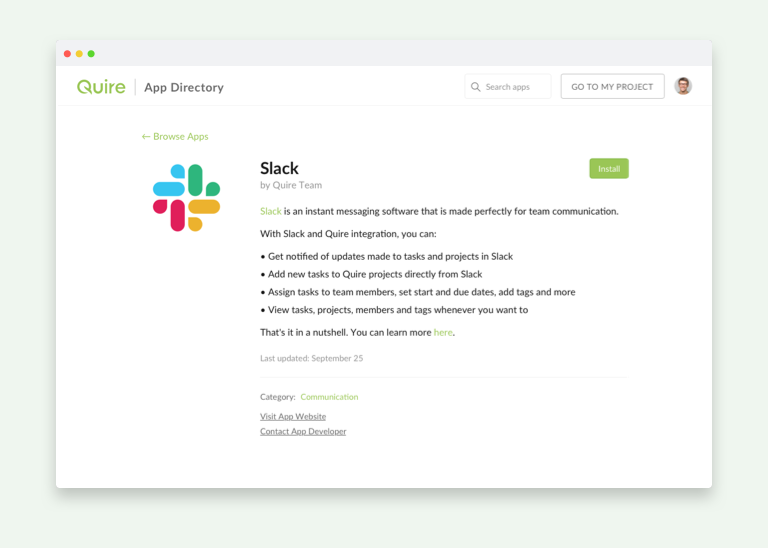 Quire App Directory
Search apps
GO TO MY PROJECT
← Browse Apps
Slack
Install
by Quire Team
Slack is an instant messaging software that is made perfectly for team communication.
With Slack and Quire integration, you can:
• Get notified of updates made to tasks and projects in Slack
• Add new tasks to Quire projects directly from Slack
• Assign tasks to team members, set start and due dates, add tags and more
• View tasks, projects, members and tags whenever you want to
That's it in a nutshell. You can learn more here.
Last updated: September 25
Category: Communication
Visit App Website
Contact App Developer